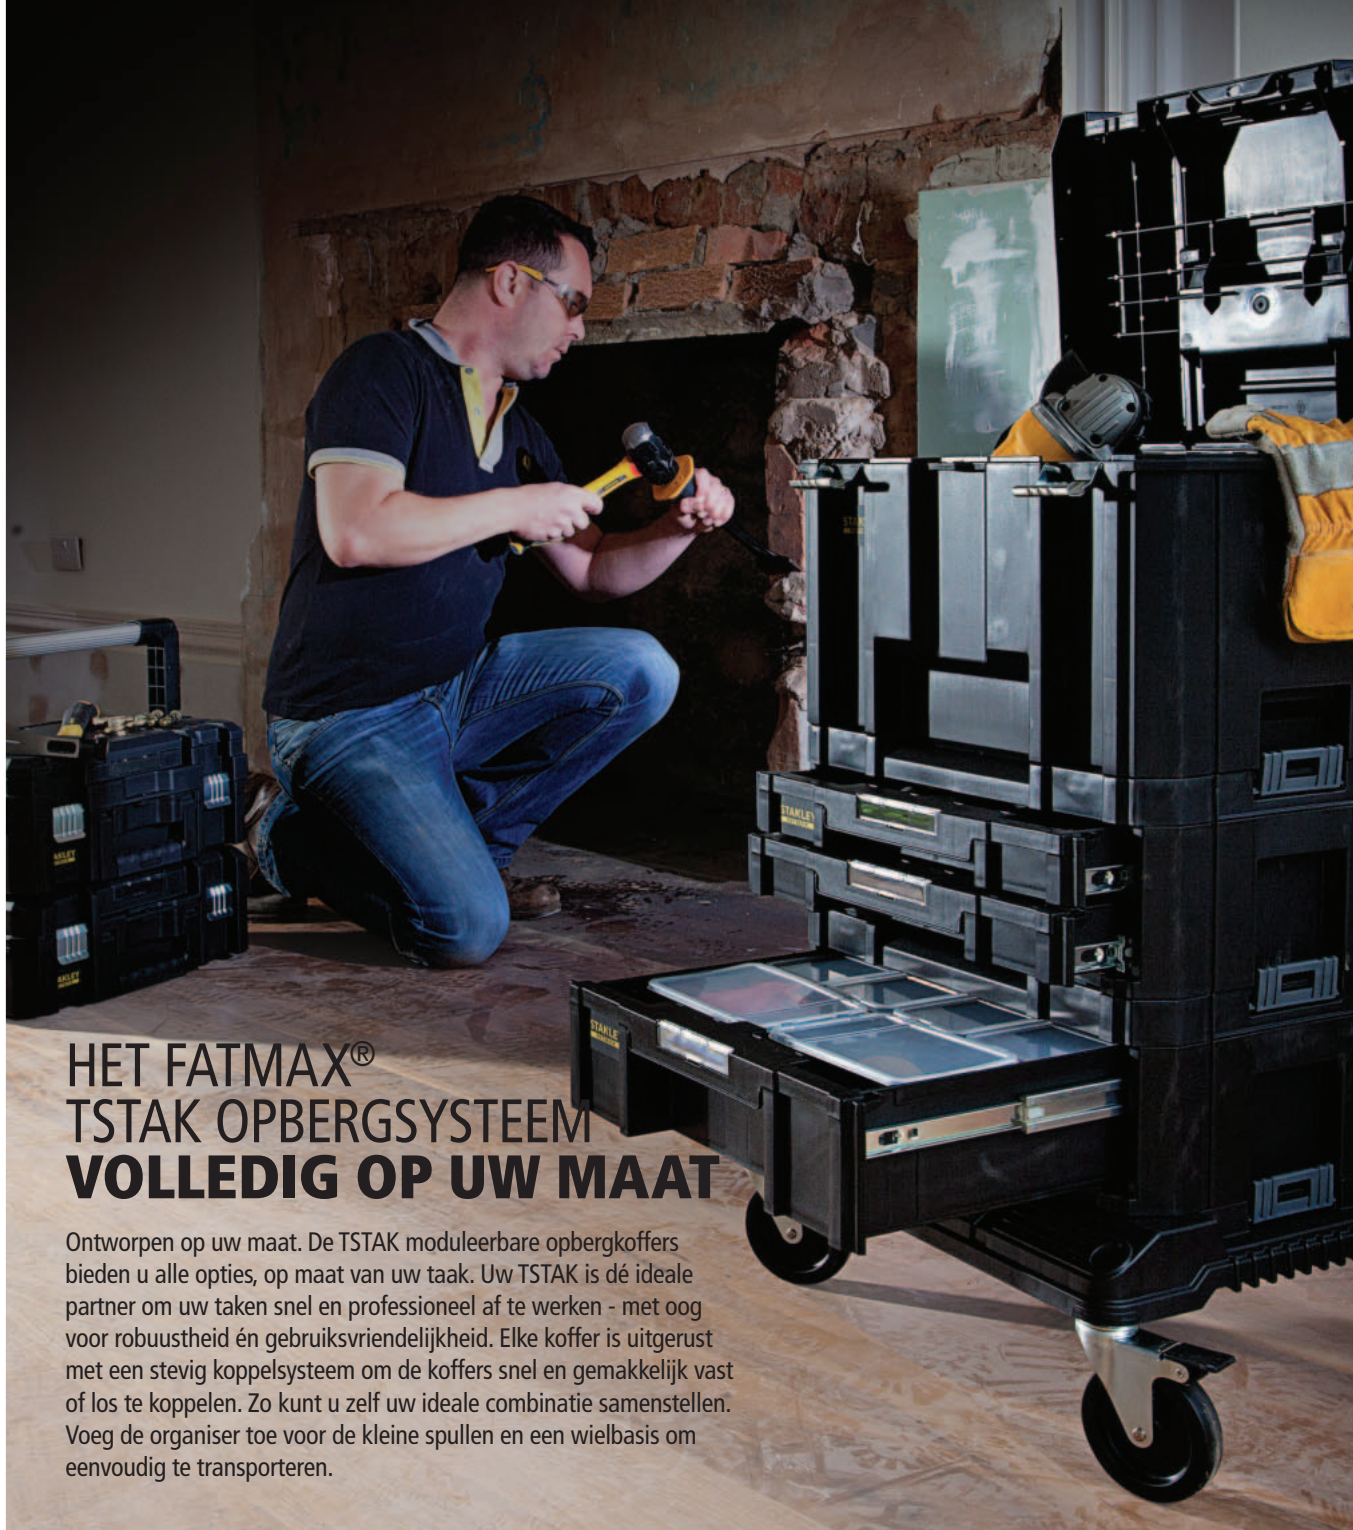 HET FATMAX®
TSTAK OPBERGSYSTEEM
VOLLEDIG OP UW MAAT
Ontworpen op uw maat. De TSTAK moduleerbare opbergkoffers
bieden u alle opties, op maat van uw taak. Uw TSTAK is dé ideale
partner om uw taken snel en professioneel af te werken - met oog
voor robuustheid én gebruiksvriendelijkheid. Elke koffer is uitgerust
met een stevig koppelsysteem om de koffers snel en gemakkelijk vast
of los te koppelen. Zo kunt u zelf uw ideale combinatie samenstellen.
Voeg de organiser toe voor de kleine spullen en een wielbasis om
eenvoudig te transporteren.
STANLEY